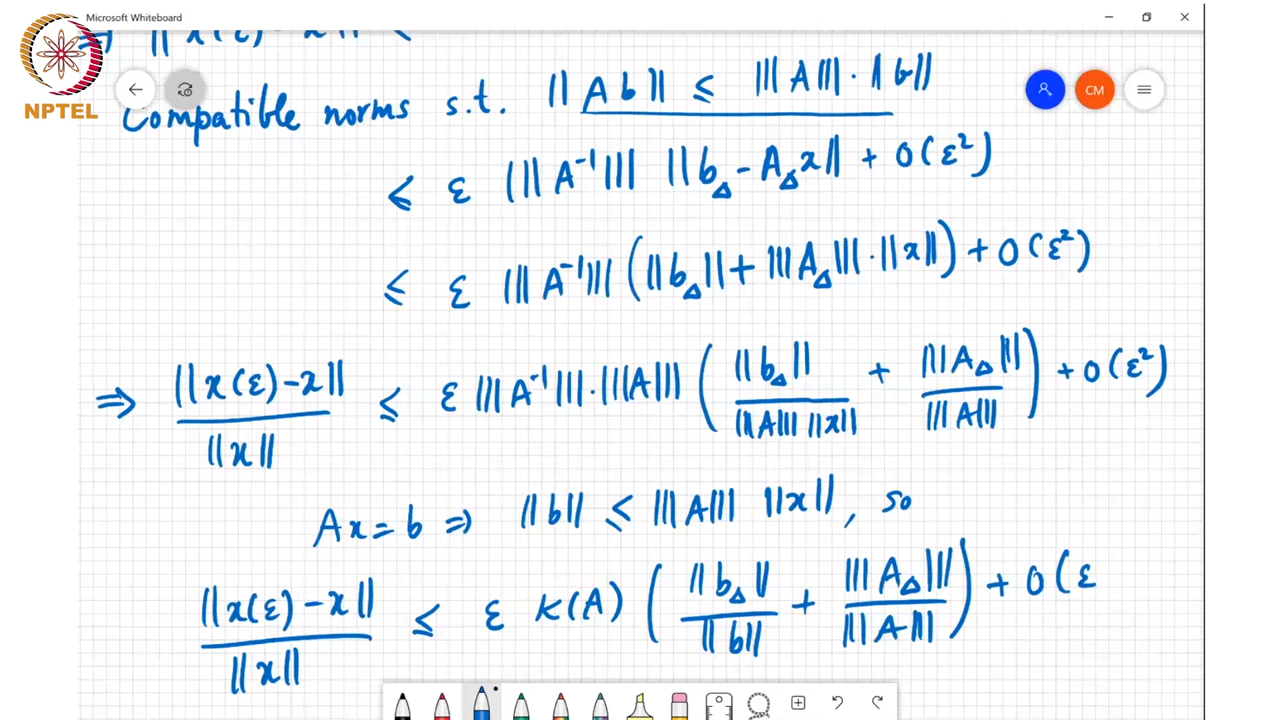 Microsoft Whiteboard
⇒ ||x(ε) - x|| ≤
NPTEL
CM
Compatible norms s.t. ||Ab|| ≤ |||A||| · ||b||
≤ ε |||A⁻¹||| ||b_Δ - A_Δ x|| + O(ε²)
≤ ε |||A⁻¹||| (||b_Δ|| + |||A_Δ||| · ||x||) + O(ε²)
⇒ ||x(ε) - x|| / ||x|| ≤ ε |||A⁻¹||| · |||A||| ( ||b_Δ|| / |||A||| ||x|| + |||A_Δ||| / |||A||| ) + O(ε²)
Ax = b ⇒ ||b|| ≤ |||A||| ||x||, so
||x(ε) - x|| / ||x|| ≤ ε K(A) ( ||b_Δ|| / ||b|| + |||A_Δ||| / |||A||| ) + O(ε